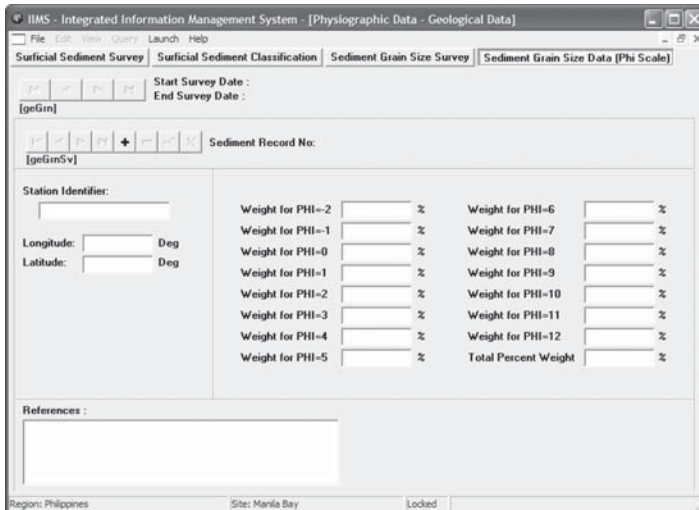 IIMS - Integrated Information Management System - [Physiographic Data - Geological Data]
File Edit View Query Launch Help
Surficial Sediment Survey Surficial Sediment Classification Sediment Grain Size Survey Sediment Grain Size Data (Phi Scale)
Start Survey Date :
End Survey Date :
[geGrn]
Sediment Record No:
[geGrnSv]
Station Identifier:
Longitude: Deg
Latitude: Deg
Weight for PHI=-2 % Weight for PHI=6 %
Weight for PHI=-1 % Weight for PHI=7 %
Weight for PHI=0 % Weight for PHI=8 %
Weight for PHI=1 % Weight for PHI=9 %
Weight for PHI=2 % Weight for PHI=10 %
Weight for PHI=3 % Weight for PHI=11 %
Weight for PHI=4 % Weight for PHI=12 %
Weight for PHI=5 % Total Percent Weight %
References :
Region: Philippines Site: Manila Bay Locked